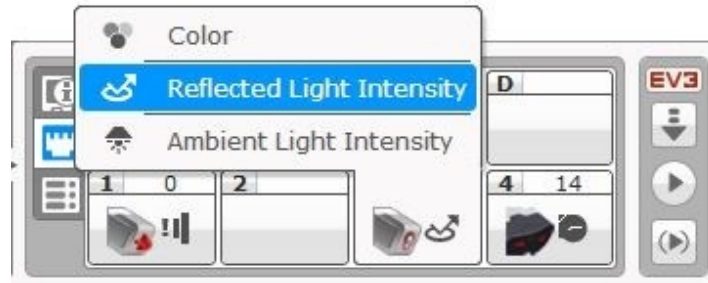 Color
Reflected Light Intensity
Ambient Light Intensity
D
EV3
1 0
2
4 14